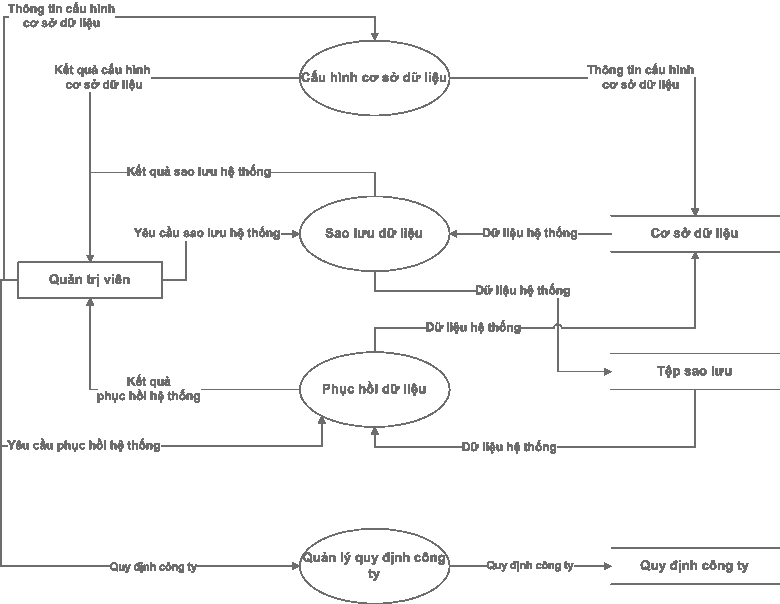 Thông tin cấu hình
cơ sở dữ liệu
Kết quả cấu hình
cơ sở dữ liệu
Cấu hình cơ sở dữ liệu
Thông tin cấu hình
cơ sở dữ liệu
Kết quả sao lưu hệ thống
Yêu cầu sao lưu hệ thống
Sao lưu dữ liệu
Dữ liệu hệ thống
Cơ sở dữ liệu
Quản trị viên
Dữ liệu hệ thống
Dữ liệu hệ thống
Kết quả
phục hồi hệ thống
Phục hồi dữ liệu
Tệp sao lưu
Yêu cầu phục hồi hệ thống
Dữ liệu hệ thống
Quy định công ty
Quản lý quy định công
ty
Quy định công ty
Quy định công ty